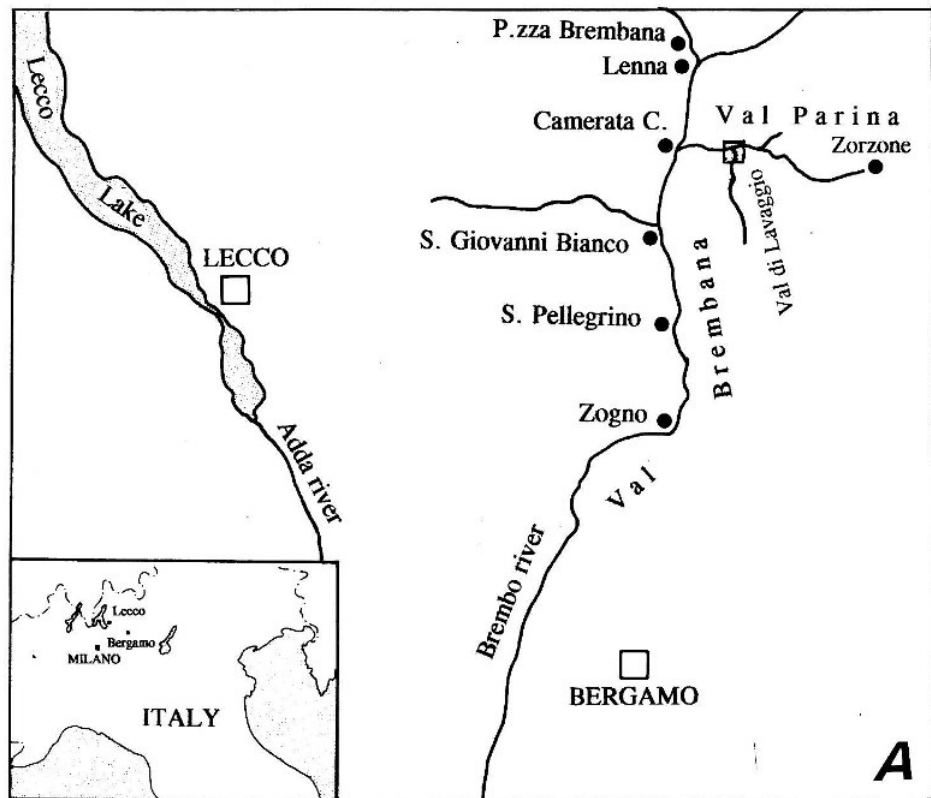 P.zza Brembana
Lenna
Camerata C.
Val Parina
Zorzone
Val di Lavaggio
S. Giovanni Bianco
S. Pellegrino
Zogno
Val Brembana
Brembo river
BERGAMO
Lecco Lake
LECCO
Adda river
Lecco
Bergamo
MILANO
ITALY
A